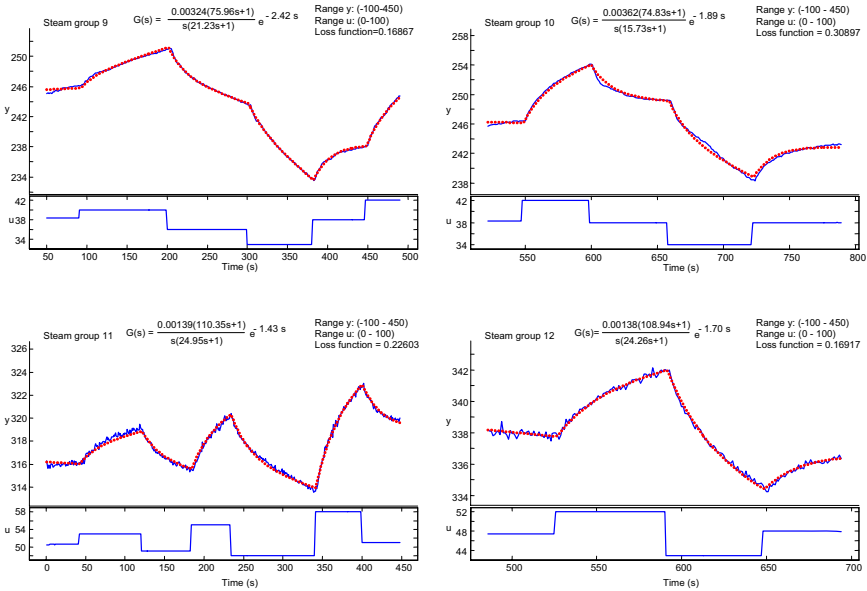 Steam group 9
G(s) = 0.00324(75.96s+1) / s(21.23s+1) e^- 2.42 s
Range y: (-100-450)
Range u: (0-100)
Loss function=0.16867
250
246
y
242
238
234
42
u 38
34
50 100 150 200 250 300 350 400 450 500
Time (s)
Steam group 10
G(s) = 0.00362(74.83s+1) / s(15.73s+1) e^- 1.89 s
Range y: (-100 - 450)
Range u: (0 - 100)
Loss function = 0.30897
258
254
y
250
246
242
238
42
u 38
34
550 600 650 700 750 800
Time (s)
Steam group 11
G(s) = 0.00139(110.35s+1) / s(24.95s+1) e^- 1.43 s
Range y: (-100 - 450)
Range u: (0 - 100)
Loss function = 0.22603
326
324
y
320
316
314
58
u 54
50
0 50 100 150 200 250 300 350 400 450
Time (s)
Steam group 12
G(s)= 0.00138(108.94s+1) / s(24.26s+1) e^- 1.70 s
Range y: (-100 - 450)
Range u: (0 - 100)
Loss function = 0.16917
342
340
y
338
336
334
52
u 48
44
500 550 600 650 700
Time (s)